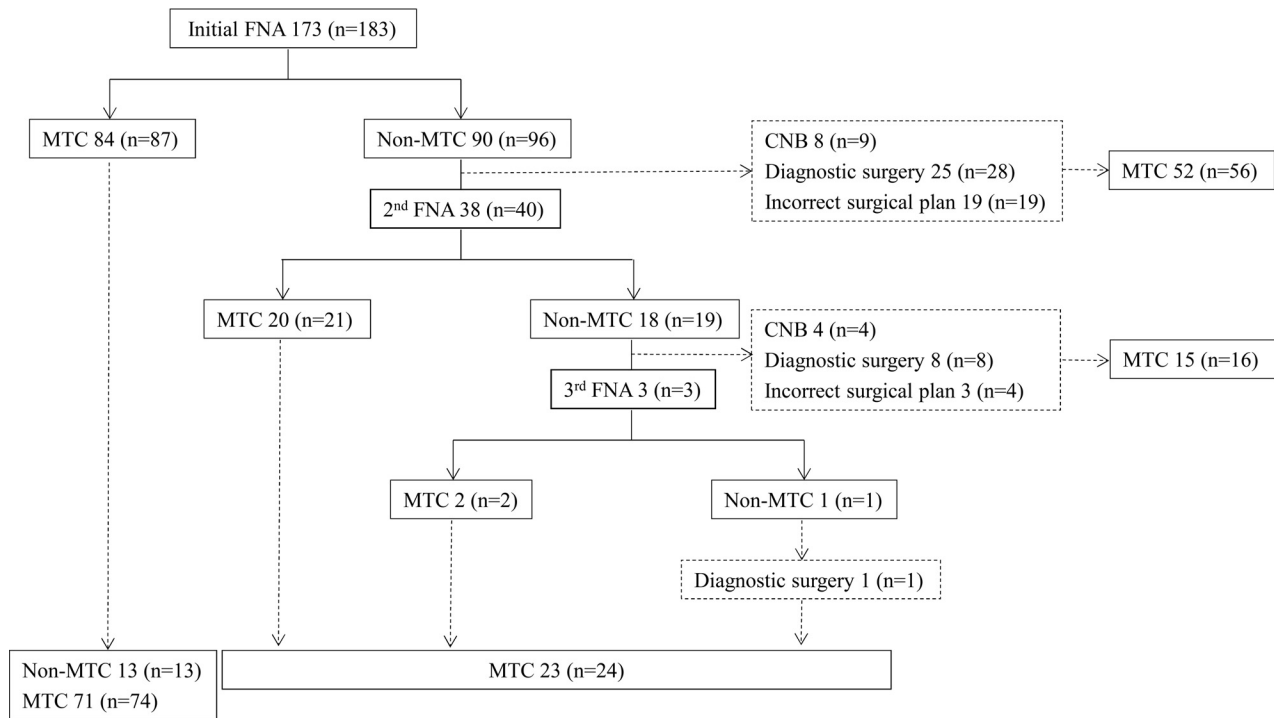 Initial FNA 173 (n=183)
MTC 84 (n=87)
Non-MTC 90 (n=96)
CNB 8 (n=9)
Diagnostic surgery 25 (n=28)
Incorrect surgical plan 19 (n=19)
MTC 52 (n=56)
2nd FNA 38 (n=40)
MTC 20 (n=21)
Non-MTC 18 (n=19)
CNB 4 (n=4)
Diagnostic surgery 8 (n=8)
Incorrect surgical plan 3 (n=4)
MTC 15 (n=16)
3rd FNA 3 (n=3)
MTC 2 (n=2)
Non-MTC 1 (n=1)
Diagnostic surgery 1 (n=1)
Non-MTC 13 (n=13)
MTC 71 (n=74)
MTC 23 (n=24)